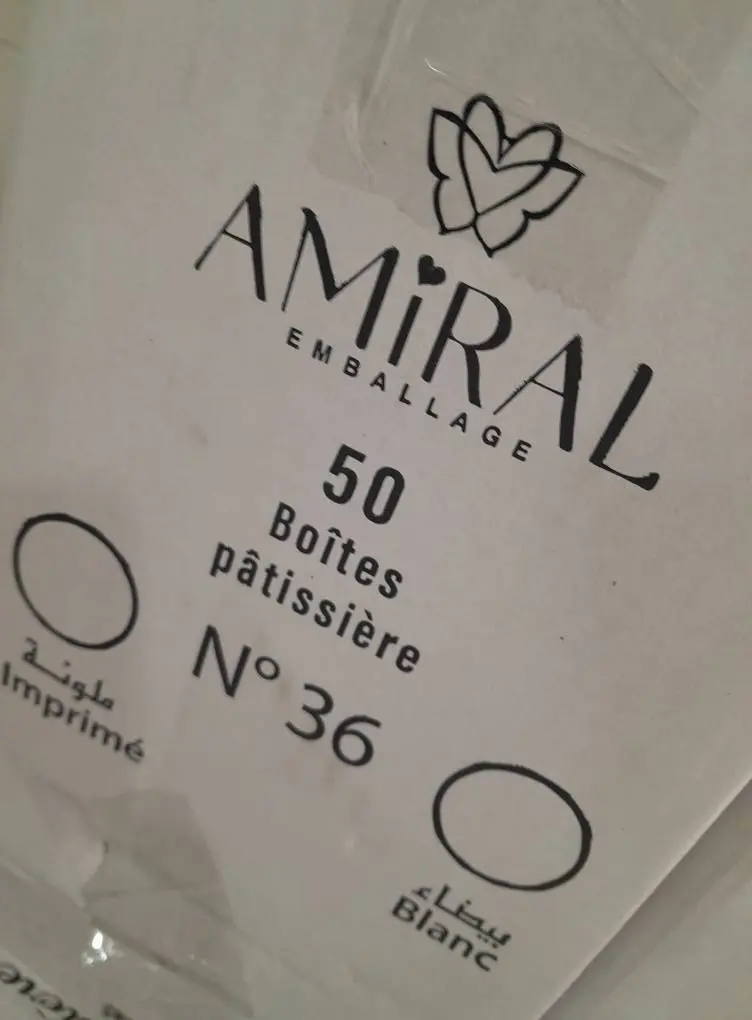 AMiRAL
EMBALLAGE
50
Boîtes
pâtissière
N° 36
ملونة
Imprimé
بيضاء
Blanc